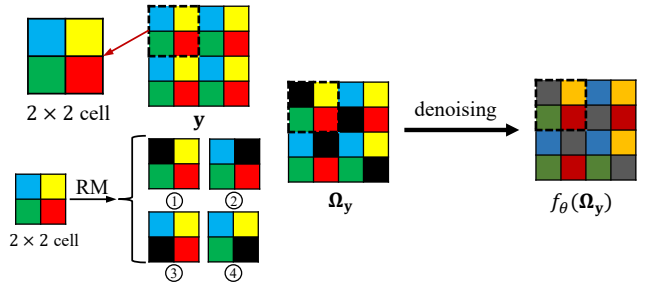 2 × 2 cell
y
RM
2 × 2 cell
①
②
③
④
Ω_y
denoising
f_θ(Ω_y)